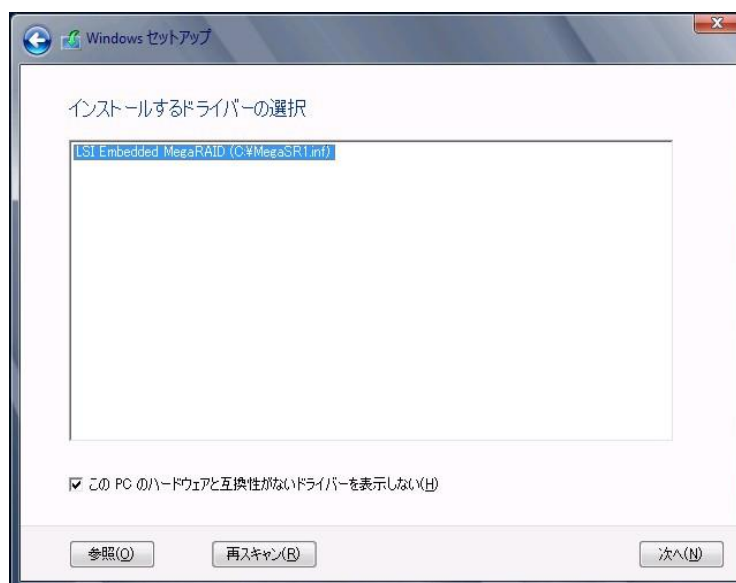 Windows セットアップ
インストールするドライバーの選択
LSI Embedded MegaRAID (C:¥MegaSR1.inf)
この PC のハードウェアと互換性がないドライバーを表示しない(H)
参照(O)
再スキャン(R)
次へ(N)